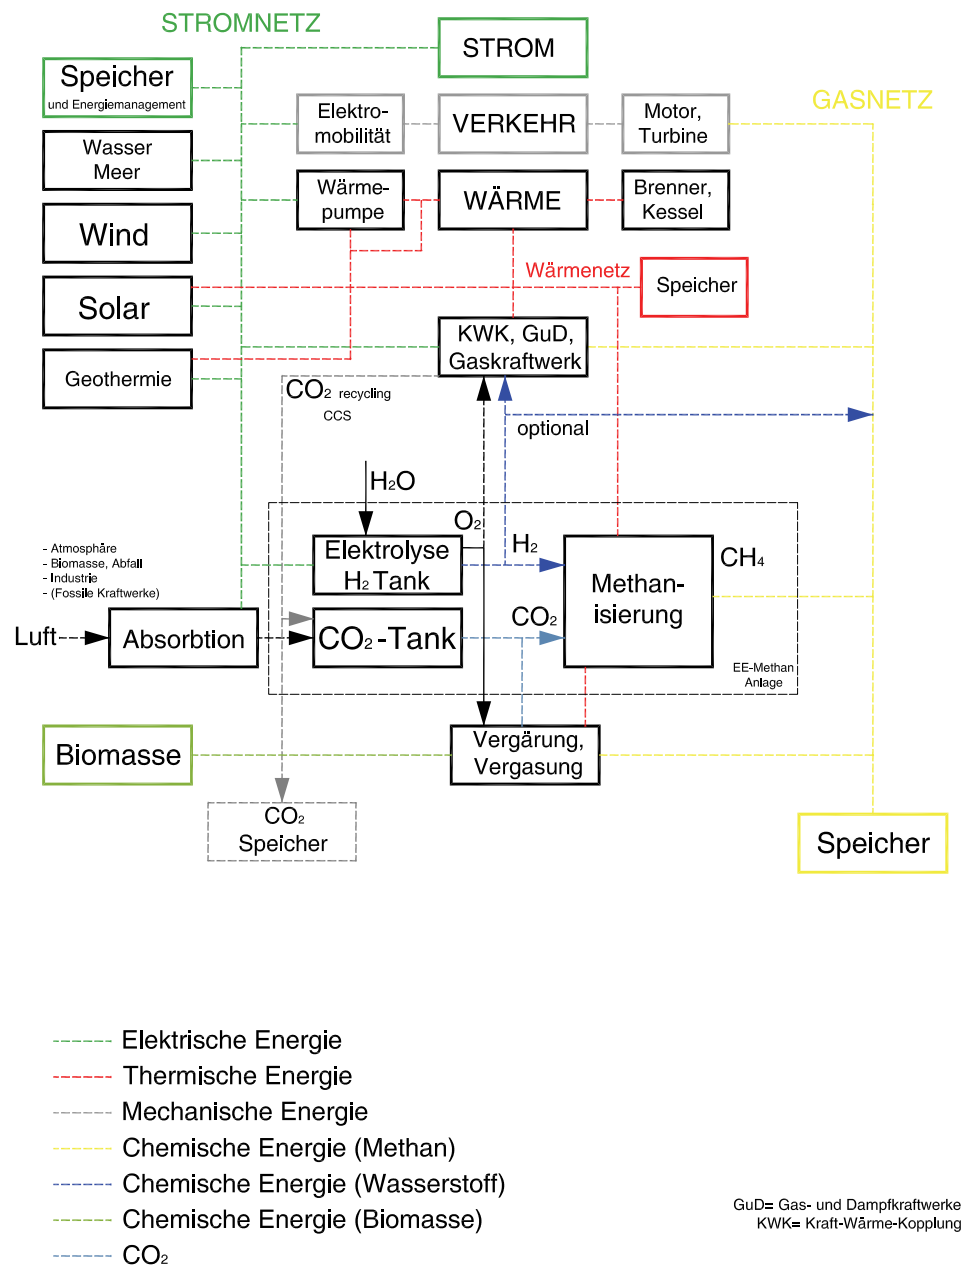 STROMNETZ
STROM
Speicher
und Energiemanagement
Elektro-
mobilität
VERKEHR
Motor,
Turbine
GASNETZ
Wasser
Meer
Wärme-
pumpe
WÄRME
Brenner,
Kessel
Wind
Wärmenetz
Speicher
Solar
KWK, GuD,
Gaskraftwerk
Geothermie
CO2 recycling
CCS
optional
H2O
O2
H2
CH4
- Atmosphäre
- Biomasse, Abfall
- Industrie
- (Fossile Kraftwerke)
Elektrolyse
H2 Tank
Methan-
isierung
Luft
Absorbtion
CO2-Tank
CO2
EE-Methan
Anlage
Biomasse
Vergärung,
Vergasung
CO2
Speicher
Speicher
Elektrische Energie
Thermische Energie
Mechanische Energie
Chemische Energie (Methan)
Chemische Energie (Wasserstoff)
Chemische Energie (Biomasse)
CO2
GuD= Gas- und Dampfkraftwerke
KWK= Kraft-Wärme-Kopplung